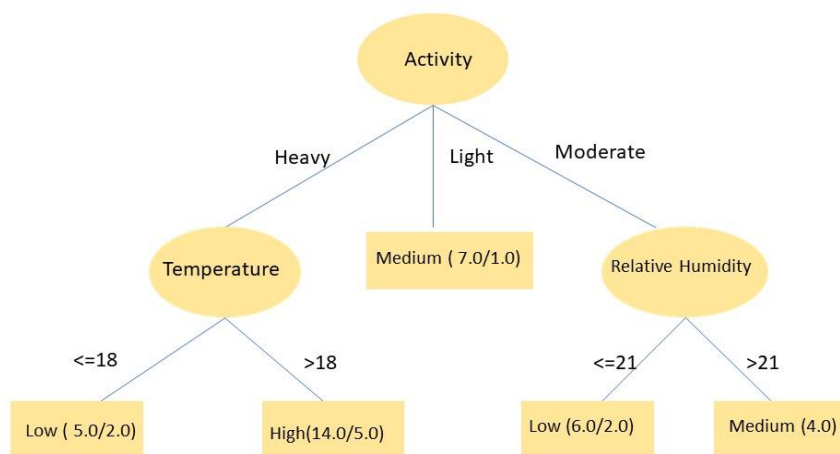 Activity
Heavy
Light
Moderate
Temperature
Medium ( 7.0/1.0)
Relative Humidity
<=18
>18
<=21
>21
Low ( 5.0/2.0)
High(14.0/5.0)
Low (6.0/2.0)
Medium (4.0)